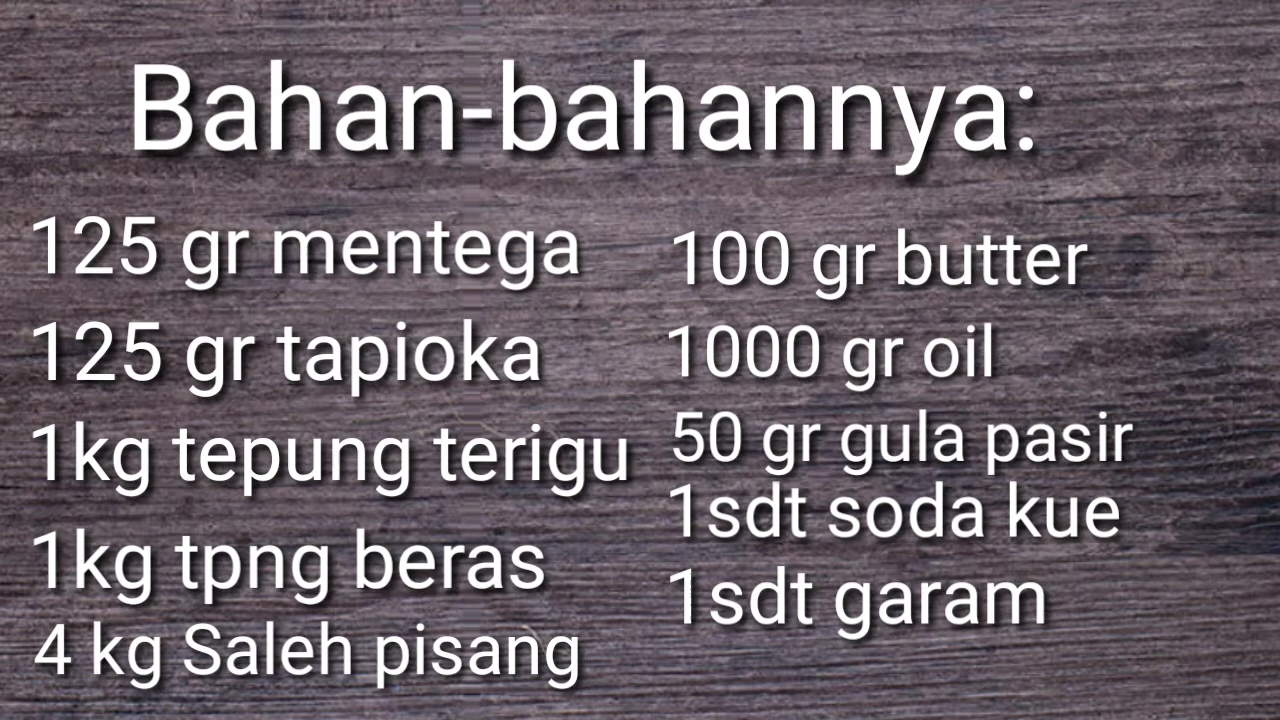 Bahan-bahannya:
125 gr mentega
125 gr tapioka
1kg tepung terigu
1kg tpng beras
4 kg Saleh pisang
100 gr butter
1000 gr oil
50 gr gula pasir
1sdt soda kue
1sdt garam